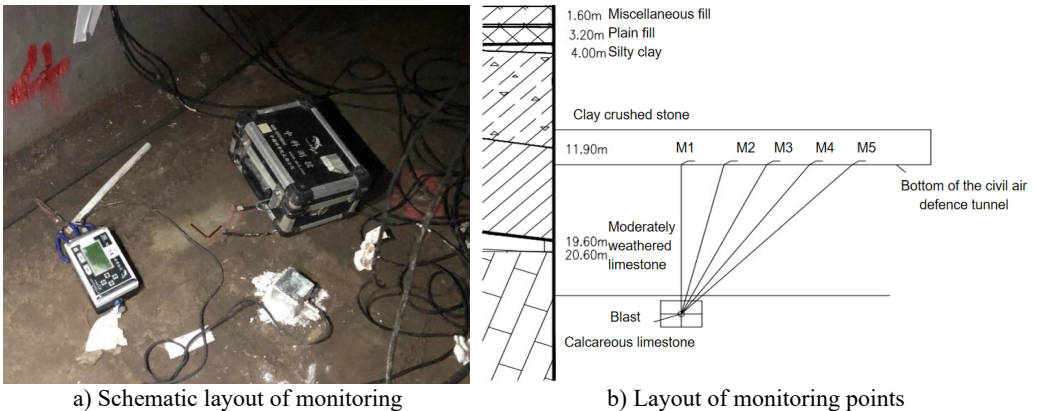 4
1.60m Miscellaneous fill
3.20m Plain fill
4.00m Silty clay
Clay crushed stone
11.90m
M1 M2 M3 M4 M5
Bottom of the civil air
defence tunnel
Moderately
weathered
limestone
19.60m
20.60m
Blast
Calcareous limestone
a) Schematic layout of monitoring
b) Layout of monitoring points